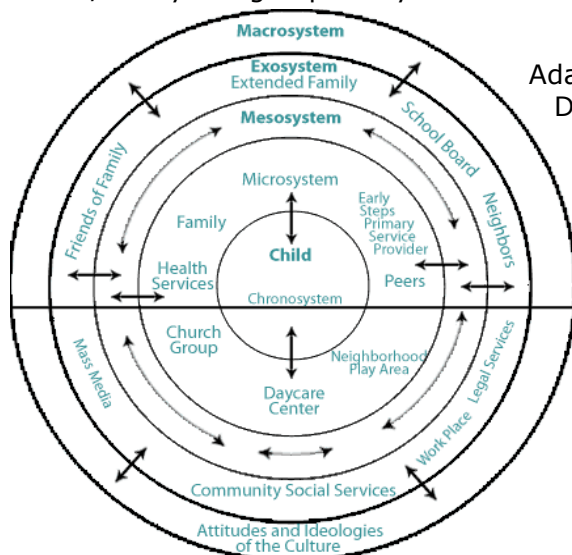 Macrosystem
Exosystem
Extended Family
Mesosystem
Microsystem
Family
Early
Steps
Primary
Service
Provider
School Board
Neighbors
Friends of Family
Child
Health
Services
Peers
Chronosystem
Church
Group
Neighborhood
Play Area
Daycare
Center
Mass Media
Legal Services
Work Place
Community Social Services
Attitudes and Ideologies
of the Culture
Ada
D